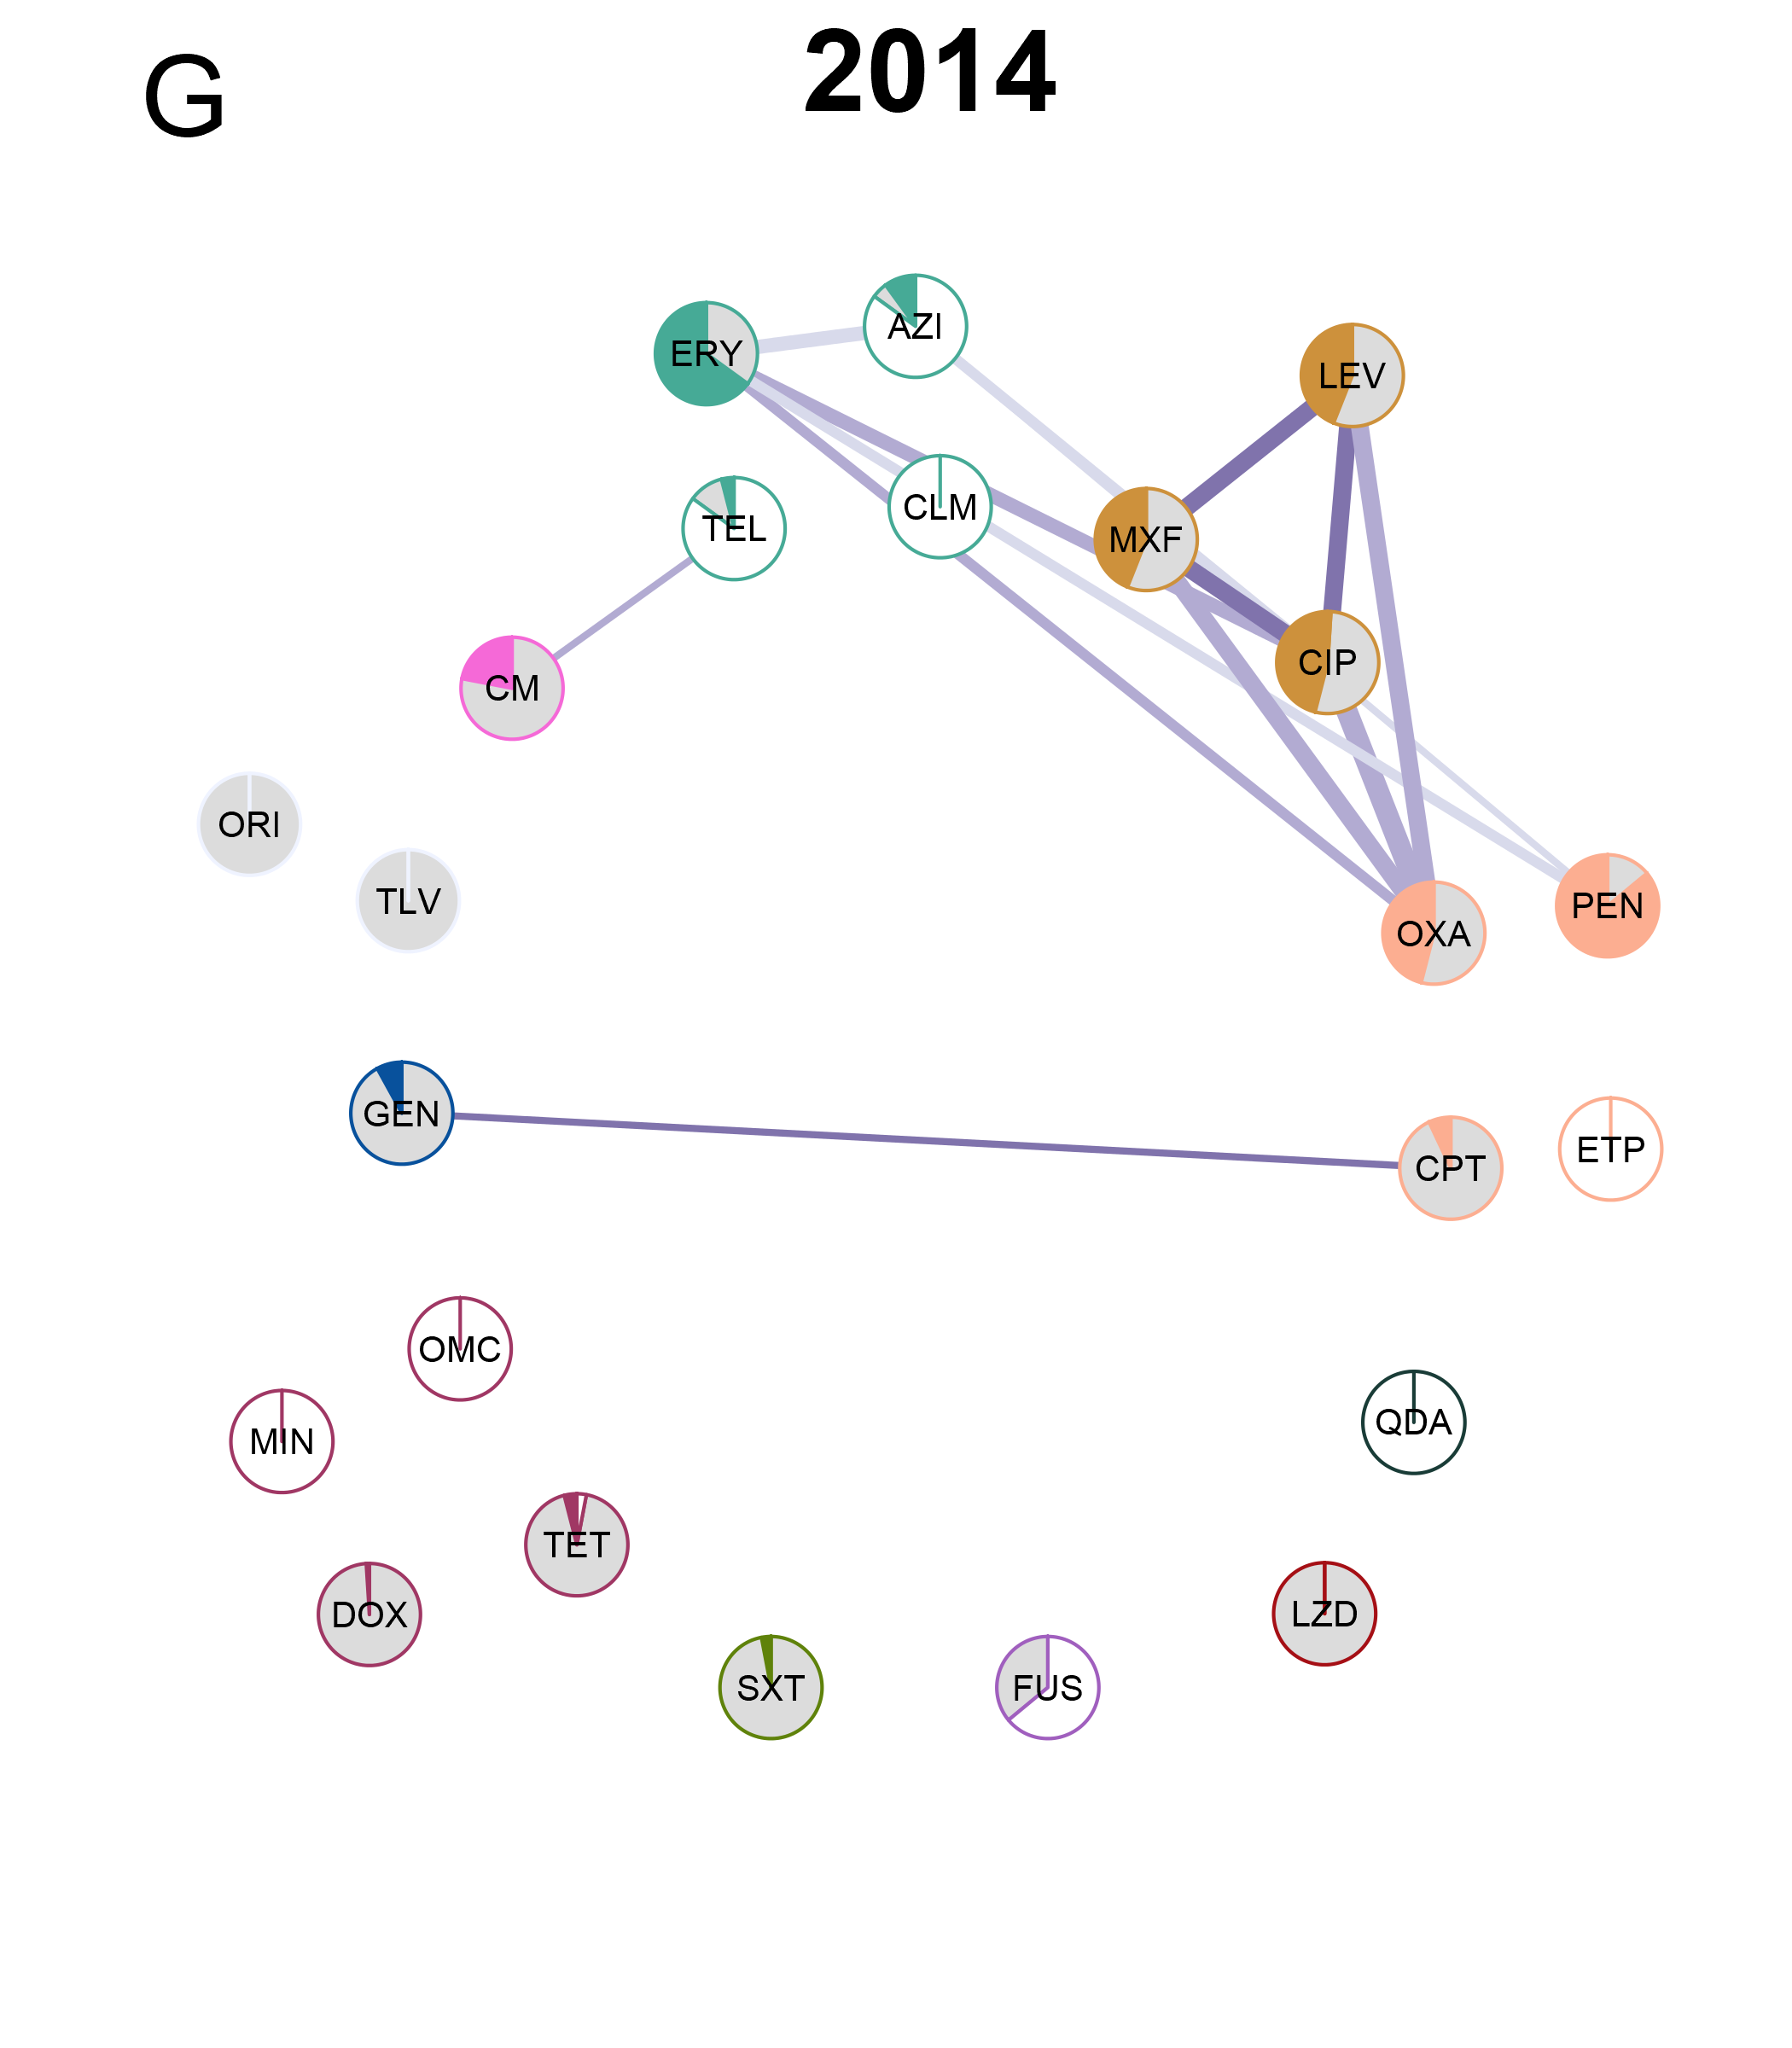 G
2014
AZI
ERY
LEV
CLM
TEL
MXF
CIP
CM
ORI
TLV
PEN
OXA
GEN
ETP
CPT
OMC
QDA
MIN
TET
DOX
LZD
SXT
FUS